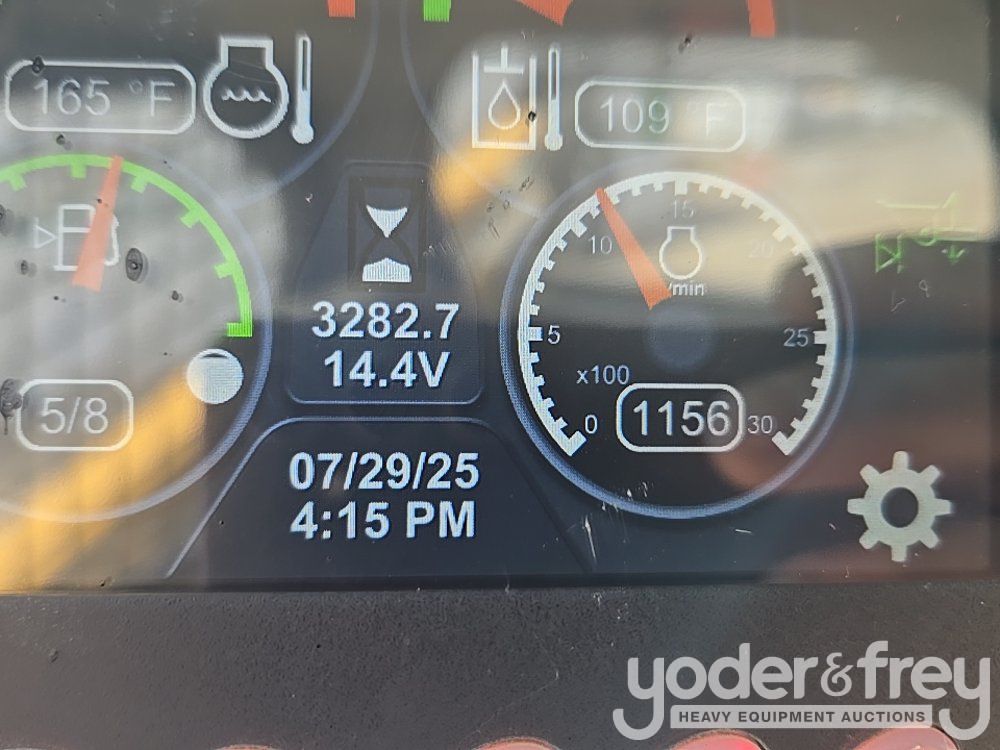 165 °F
109 °F
15
10
20
/min
3282.7
5
25
14.4V
x100
5/8
0
1156
30
07/29/25
4:15 PM
yoder&frey
HEAVY EQUIPMENT AUCTIONS